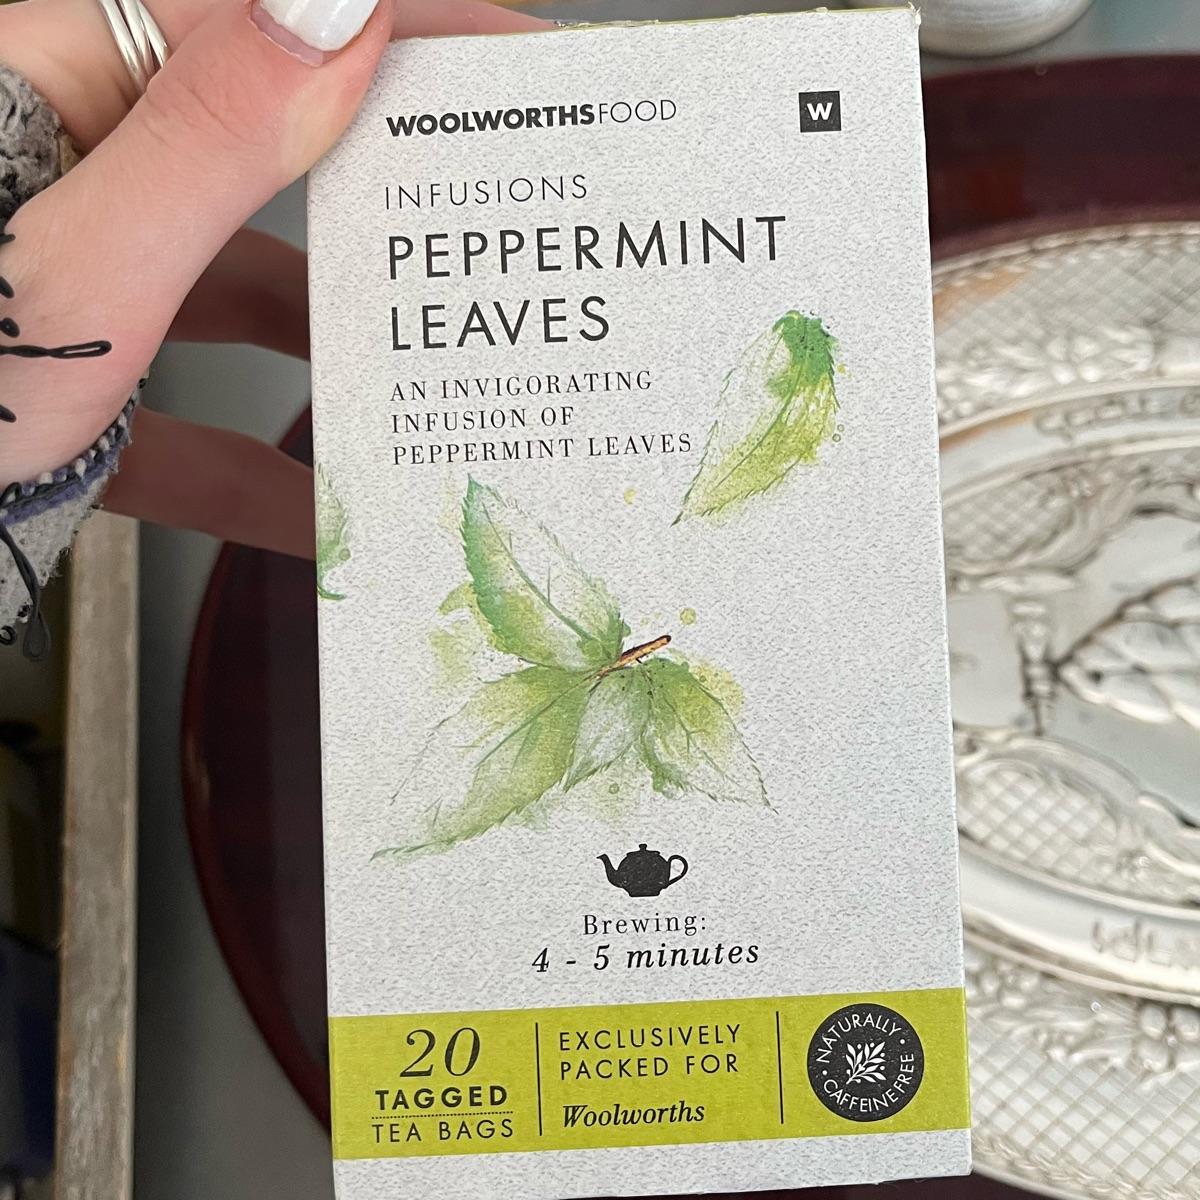 WOOLWORTHSFOOD
W
INFUSIONS
PEPPERMINT
LEAVES
AN INVIGORATING
INFUSION OF
PEPPERMINT LEAVES
Brewing:
4 - 5 minutes
20
TAGGED
TEA BAGS
EXCLUSIVELY
PACKED FOR
Woolworths
NATURALLY
CAFFEINE FREE